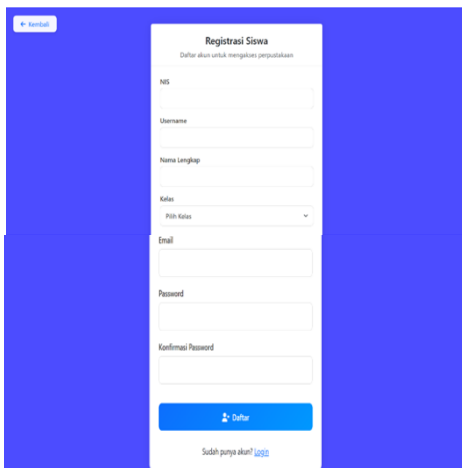 ← Kembali
Registrasi Siswa
Daftar akun untuk mengakses perpustakaan
NIS
Username
Nama Lengkap
Kelas
Pilih Kelas
Email
Password
Konfirmasi Password
Daftar
Sudah punya akun? Login